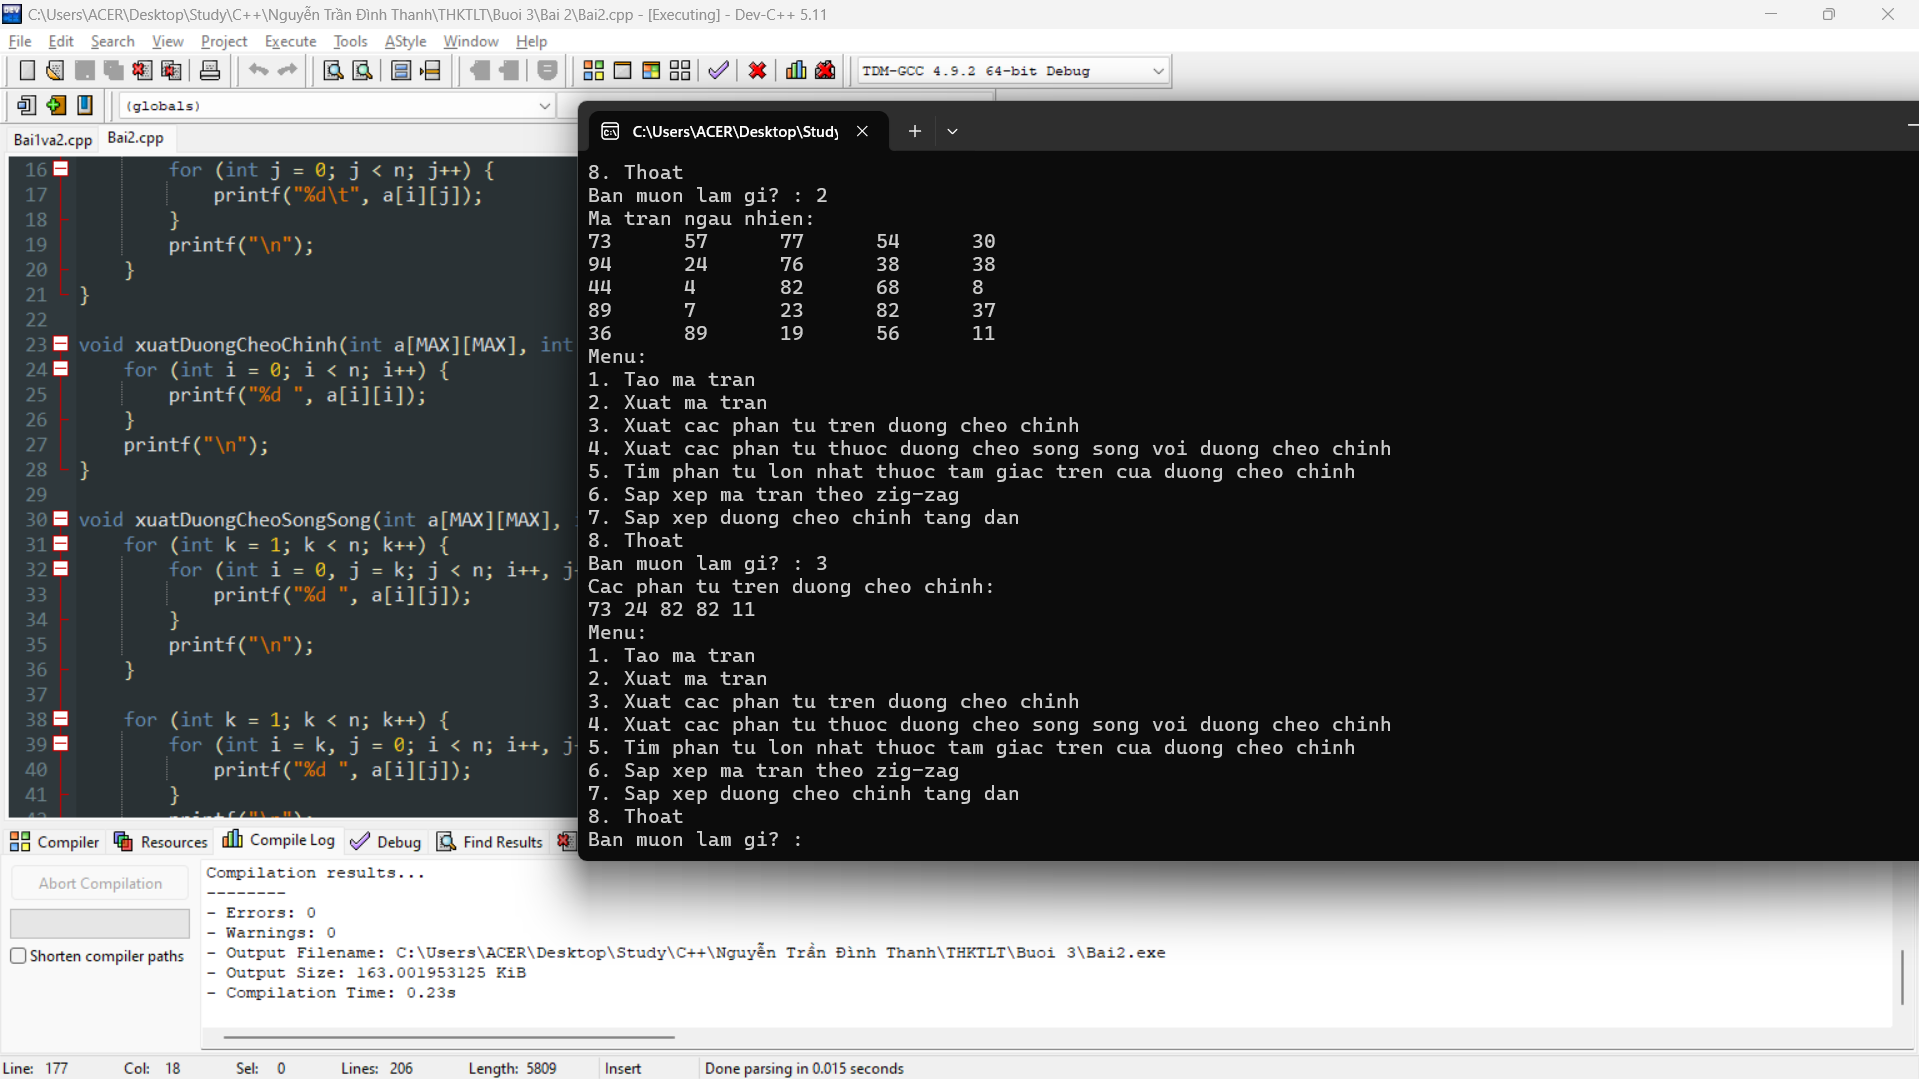 C:\Users\ACER\Desktop\Study\C++\Nguyễn Trần Đình Thanh\THKTLT\Buoi 3\Bai 2\Bai2.cpp - [Executing] - Dev-C++ 5.11
File Edit Search View Project Execute Tools AStyle Window Help
TDM-GCC 4.9.2 64-bit Debug
(globals)
Bai1va2.cpp Bai2.cpp
16 for (int j = 0; j < n; j++) {
17 printf("%d\t", a[i][j]);
18 }
19 printf("\n");
20 }
21 }
22
23 void xuatDuongCheoChinh(int a[MAX][MAX], int
24 for (int i = 0; i < n; i++) {
25 printf("%d ", a[i][i]);
26 }
27 printf("\n");
28 }
29
30 void xuatDuongCheoSongSong(int a[MAX][MAX],
31 for (int k = 1; k < n; k++) {
32 for (int i = 0, j = k; j < n; i++, j
33 printf("%d ", a[i][j]);
34 }
35 printf("\n");
36 }
37
38 for (int k = 1; k < n; k++) {
39 for (int i = k, j = 0; i < n; i++, j
40 printf("%d ", a[i][j]);
41 }
C:\Users\ACER\Desktop\Study
8. Thoat
Ban muon lam gi? : 2
Ma tran ngau nhien:
73 57 77 54 30
94 24 76 38 38
44 4 82 68 8
89 7 23 82 37
36 89 19 56 11
Menu:
1. Tao ma tran
2. Xuat ma tran
3. Xuat cac phan tu tren duong cheo chinh
4. Xuat cac phan tu thuoc duong cheo song song voi duong cheo chinh
5. Tim phan tu lon nhat thuoc tam giac tren cua duong cheo chinh
6. Sap xep ma tran theo zig-zag
7. Sap xep duong cheo chinh tang dan
8. Thoat
Ban muon lam gi? : 3
Cac phan tu tren duong cheo chinh:
73 24 82 82 11
Menu:
1. Tao ma tran
2. Xuat ma tran
3. Xuat cac phan tu tren duong cheo chinh
4. Xuat cac phan tu thuoc duong cheo song song voi duong cheo chinh
5. Tim phan tu lon nhat thuoc tam giac tren cua duong cheo chinh
6. Sap xep ma tran theo zig-zag
7. Sap xep duong cheo chinh tang dan
8. Thoat
Ban muon lam gi? :
Compiler Resources Compile Log Debug Find Results
Abort Compilation
Shorten compiler paths
Compilation results...
--------
- Errors: 0
- Warnings: 0
- Output Filename: C:\Users\ACER\Desktop\Study\C++\Nguyễn Trần Đình Thanh\THKTLT\Buoi 3\Bai2.exe
- Output Size: 163.001953125 KiB
- Compilation Time: 0.23s
Line: 177 Col: 18 Sel: 0 Lines: 206 Length: 5809 Insert Done parsing in 0.015 seconds